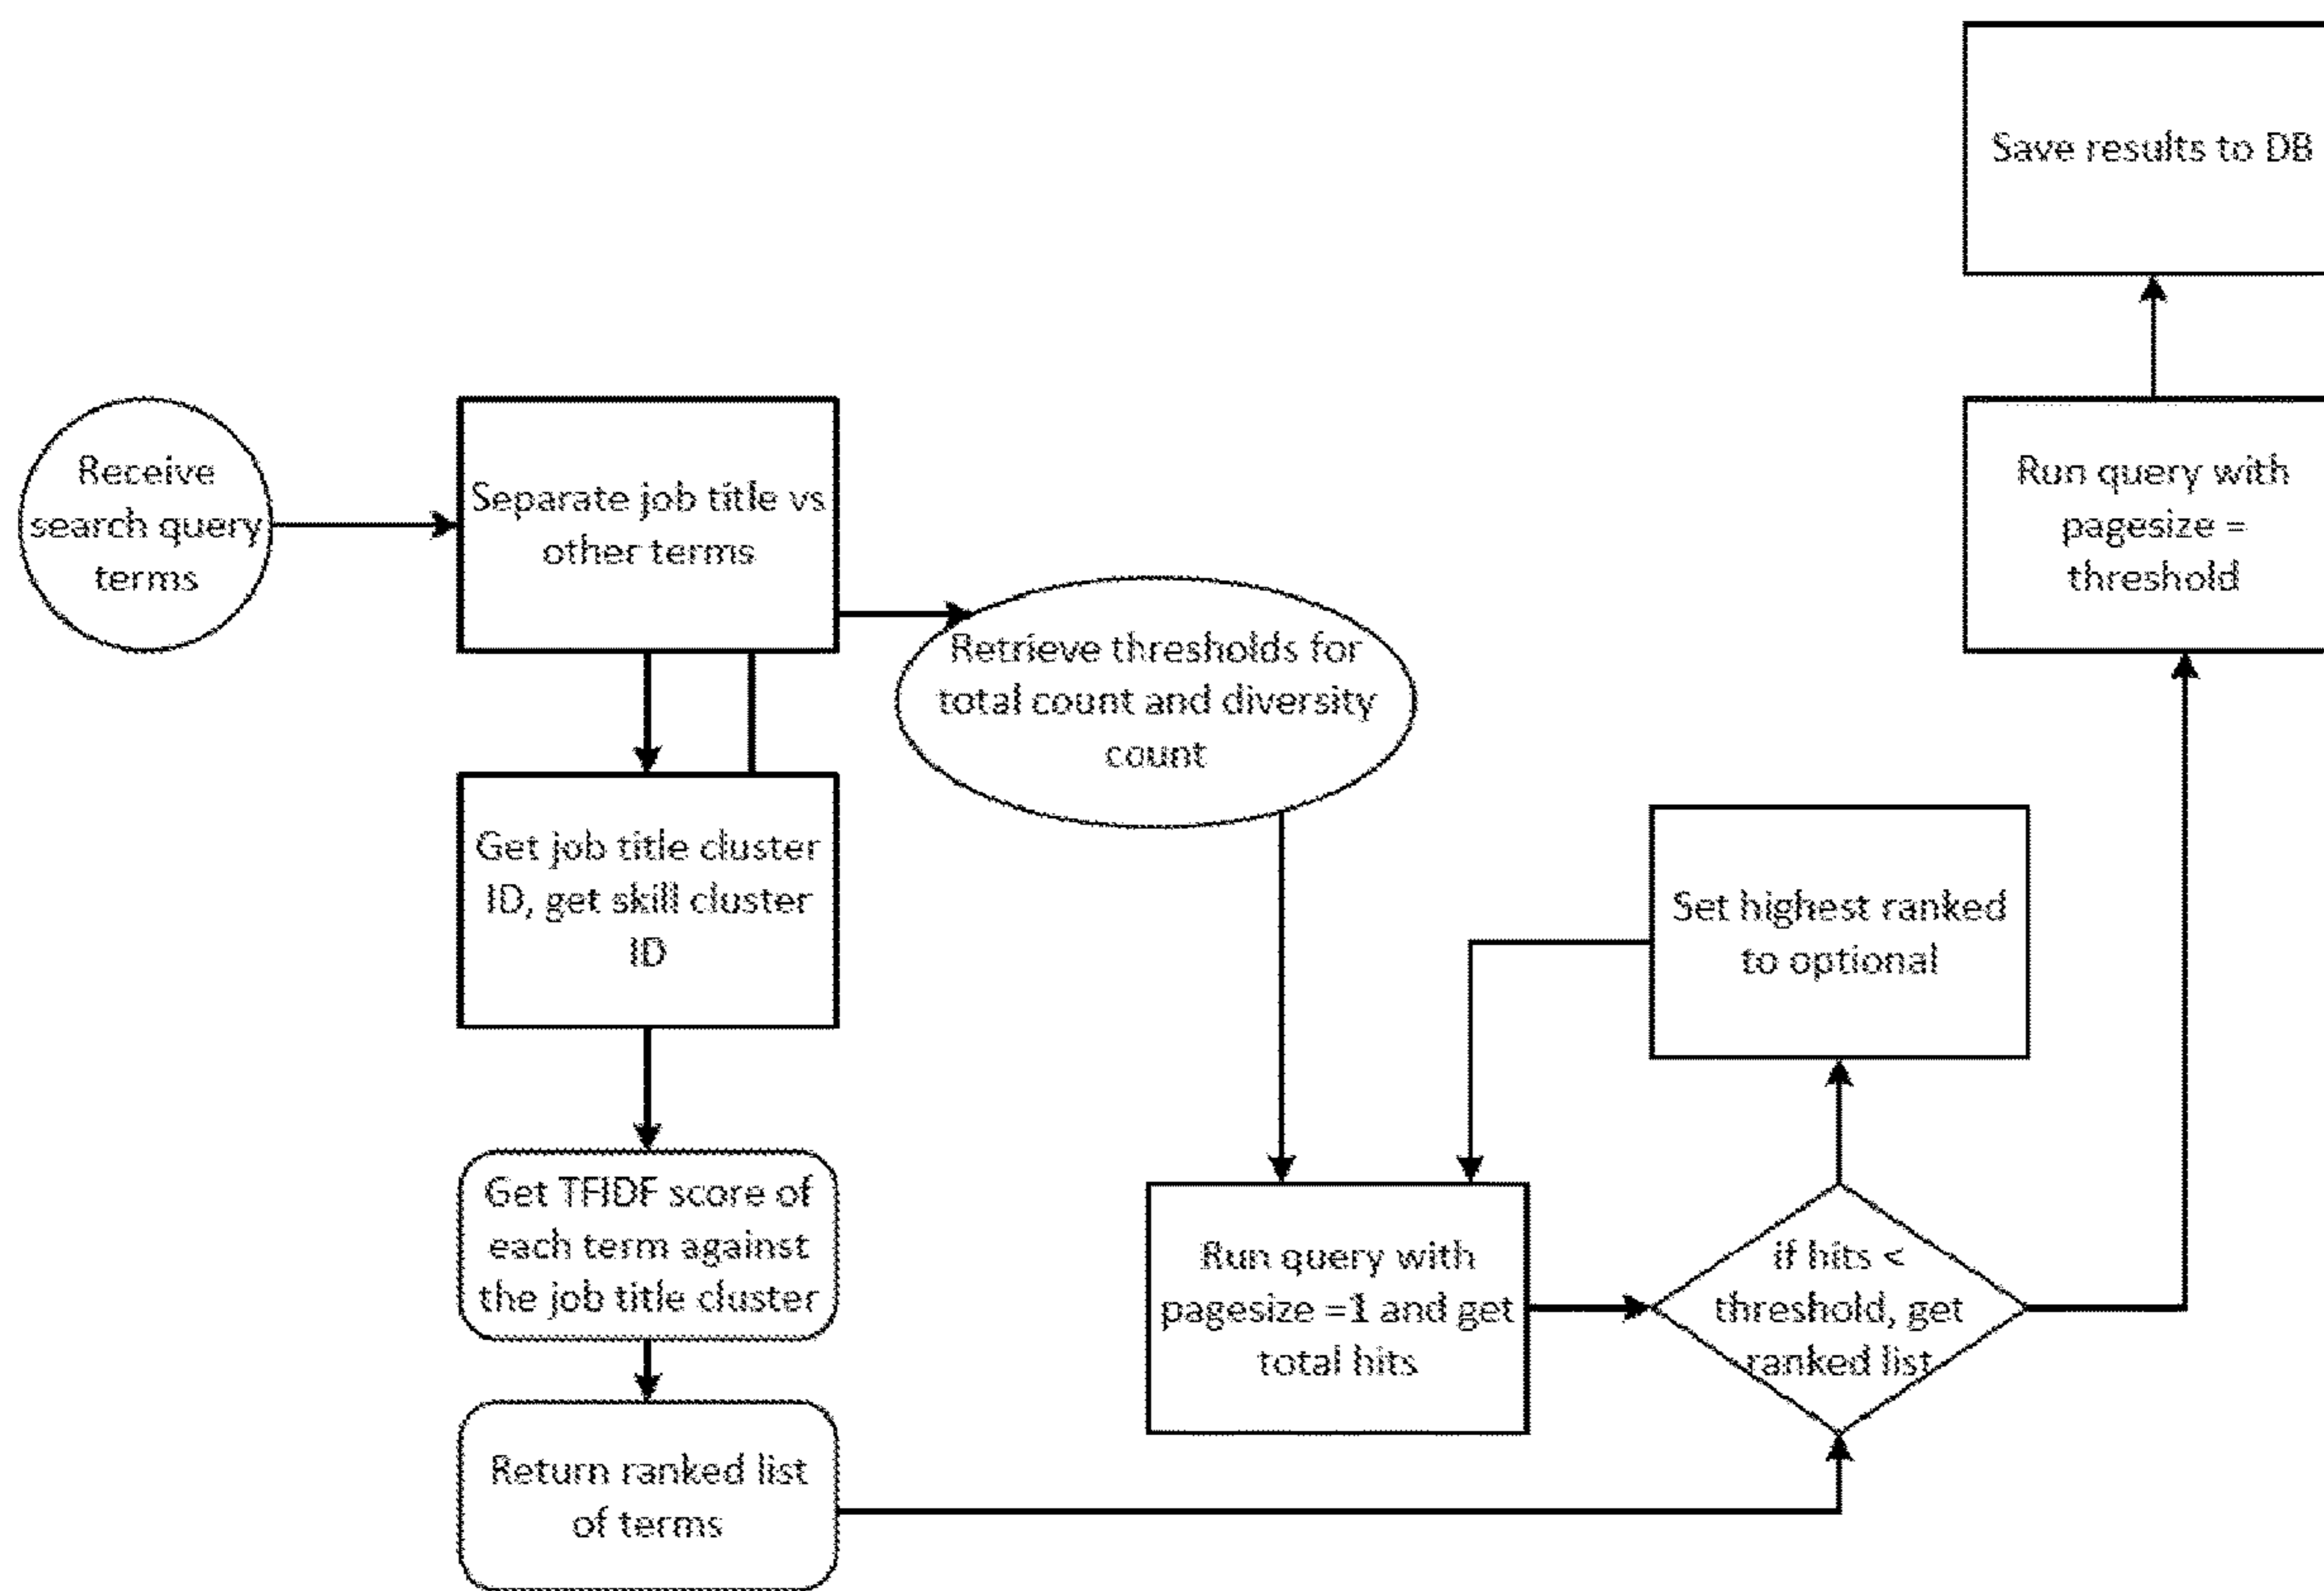 Receive
search query
terms
Separate job title vs
other terms
Retrieve thresholds for
total count and diversity
count
Get job title cluster
ID, get skill cluster
ID
Get TFIDF score of
each term against
the job title cluster
Return ranked list
of terms
Run query with
pagesize =1 and get
total hits
if hits <
threshold, get
ranked list
Set highest ranked
to optional
Run query with
pagesize =
threshold
Save results to DB